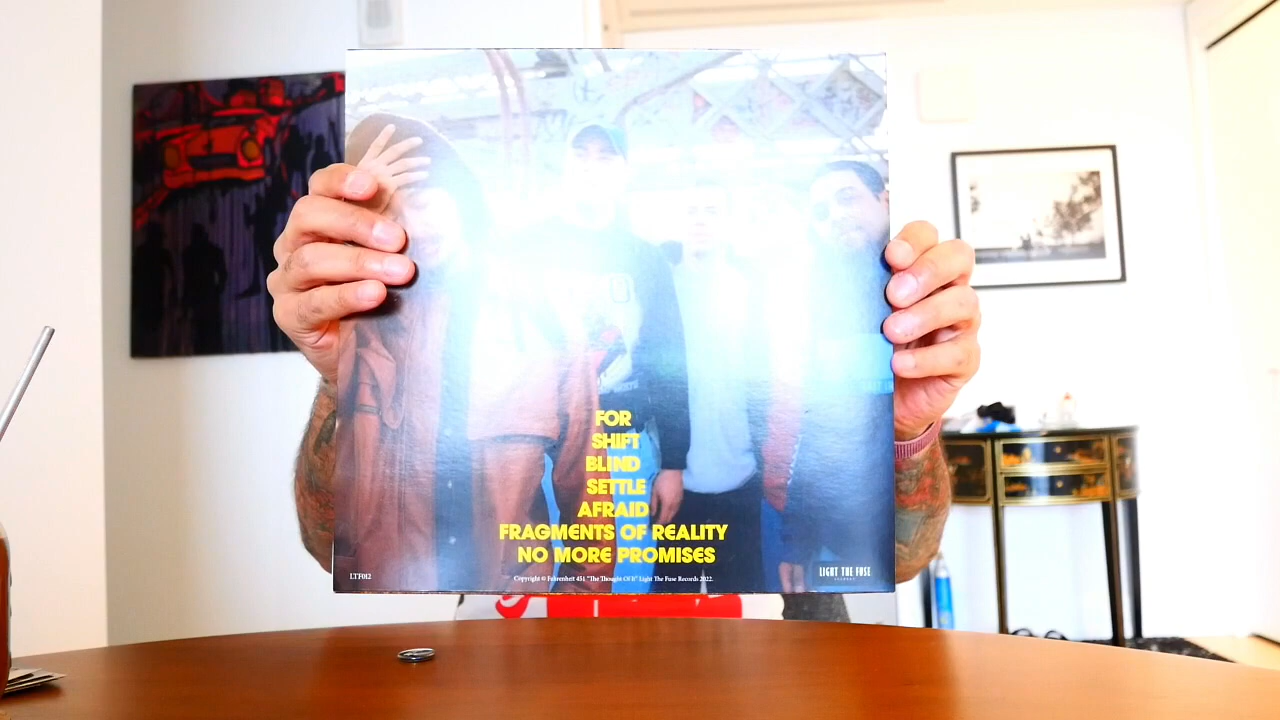 FOR
SHIFT
BLIND
SETTLE
AFRAID
FRAGMENTS OF REALITY
NO MORE PROMISES
LTF012
Copyright © Fahrenheit 451. "The Thought Of It" Light The Fuse Records 2022.
LIGHT THE FUSE
RECORDS